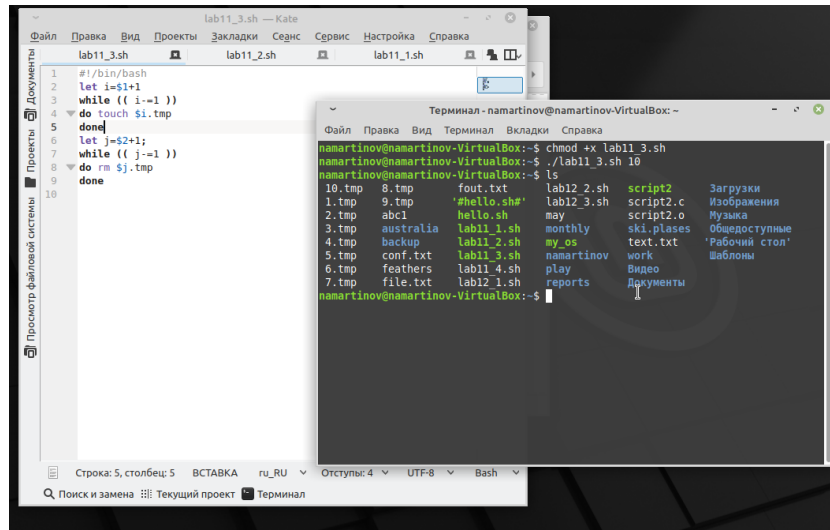 lab11_3.sh — Kate
Файл Правка Вид Проекты Закладки Сеанс Сервис Настройка Справка
lab11_3.sh lab11_2.sh lab11_1.sh
Документы
Проекты
Просмотр файловой системы
1 #!/bin/bash
2 let i=$1+1
3 while (( i-=1 ))
4 do touch $i.tmp
5 done
6 let j=$2+1;
7 while (( j-=1 ))
8 do rm $j.tmp
9 done
10
Строка: 5, столбец: 5 ВСТАВКА ru_RU Отступы: 4 UTF-8 Bash
Поиск и замена Текущий проект Терминал
Терминал - namartinov@namartinov-VirtualBox: ~
Файл Правка Вид Терминал Вкладки Справка
namartinov@namartinov-VirtualBox:~$ chmod +x lab11_3.sh
namartinov@namartinov-VirtualBox:~$ ./lab11_3.sh 10
namartinov@namartinov-VirtualBox:~$ ls
10.tmp 8.tmp fout.txt lab12_2.sh script2 Загрузки
1.tmp 9.tmp '#hello.sh#' lab12_3.sh script2.c Изображения
2.tmp abc1 hello.sh may script2.o Музыка
3.tmp australia lab11_1.sh monthly ski.plases Общедоступные
4.tmp backup lab11_2.sh my_os text.txt 'Рабочий стол'
5.tmp conf.txt lab11_3.sh namartinov work Шаблоны
6.tmp feathers lab11_4.sh play Видео
7.tmp file.txt lab12_1.sh reports Документы
namartinov@namartinov-VirtualBox:~$